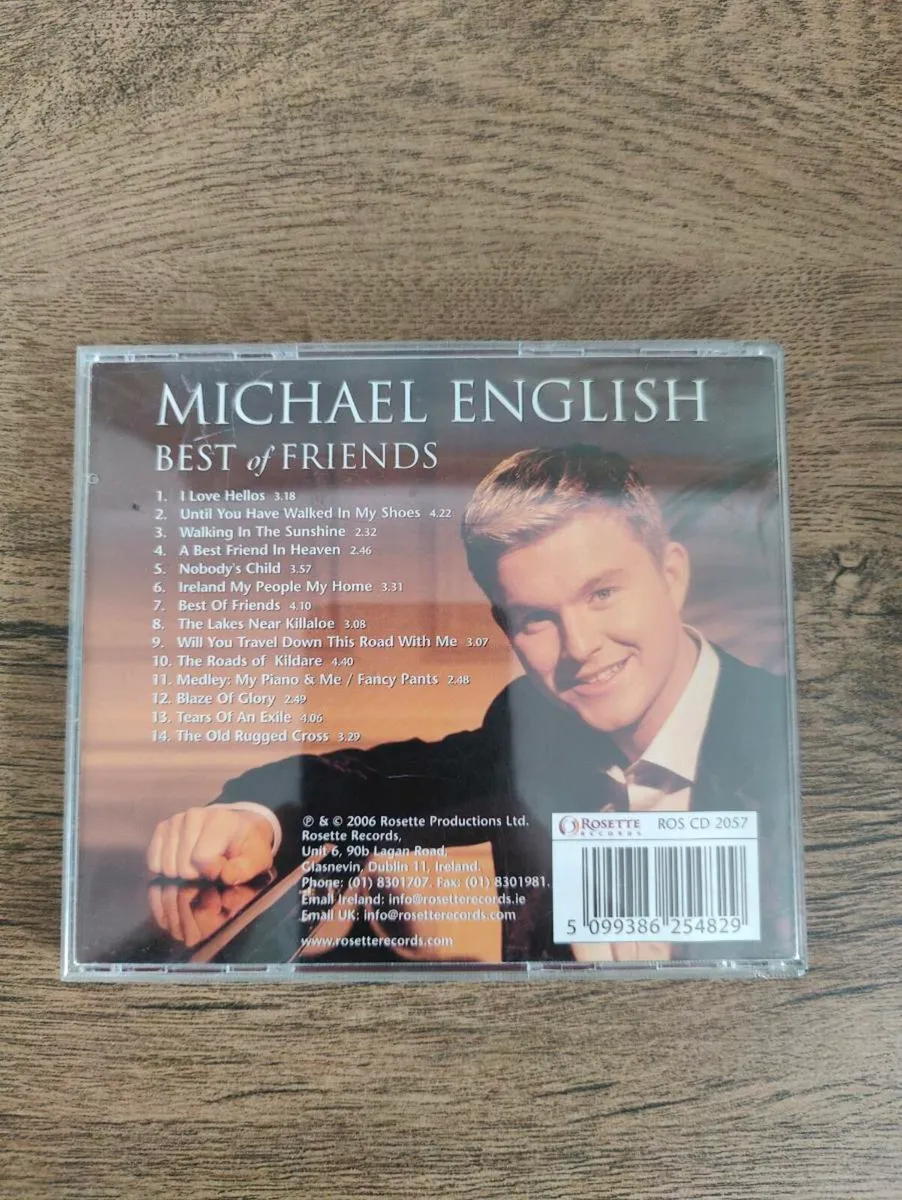 MICHAEL ENGLISH
BEST of FRIENDS
1. I Love Hellos 3.18
2. Until You Have Walked In My Shoes 4.22
3. Walking In The Sunshine 2.32
4. A Best Friend In Heaven 2.46
5. Nobody's Child 3.57
6. Ireland My People My Home 3.31
7. Best Of Friends 4.10
8. The Lakes Near Killaloe 3.08
9. Will You Travel Down This Road With Me 3.07
10. The Roads of Kildare 4.40
11. Medley: My Piano & Me / Fancy Pants 2.48
12. Blaze Of Glory 2.49
13. Tears Of An Exile 4.06
14. The Old Rugged Cross 3.29
℗ & © 2006 Rosette Productions Ltd.
Rosette Records,
Unit 6, 90b Lagan Road,
Glasnevin, Dublin 11, Ireland.
Phone: (01) 8301707. Fax: (01) 8301981.
Email Ireland: info@rosetterecords.ie
Email UK: info@rosetterecords.com
www.rosetterecords.com
ROSETTE RECORDS ROS CD 2057
5 099386 254829